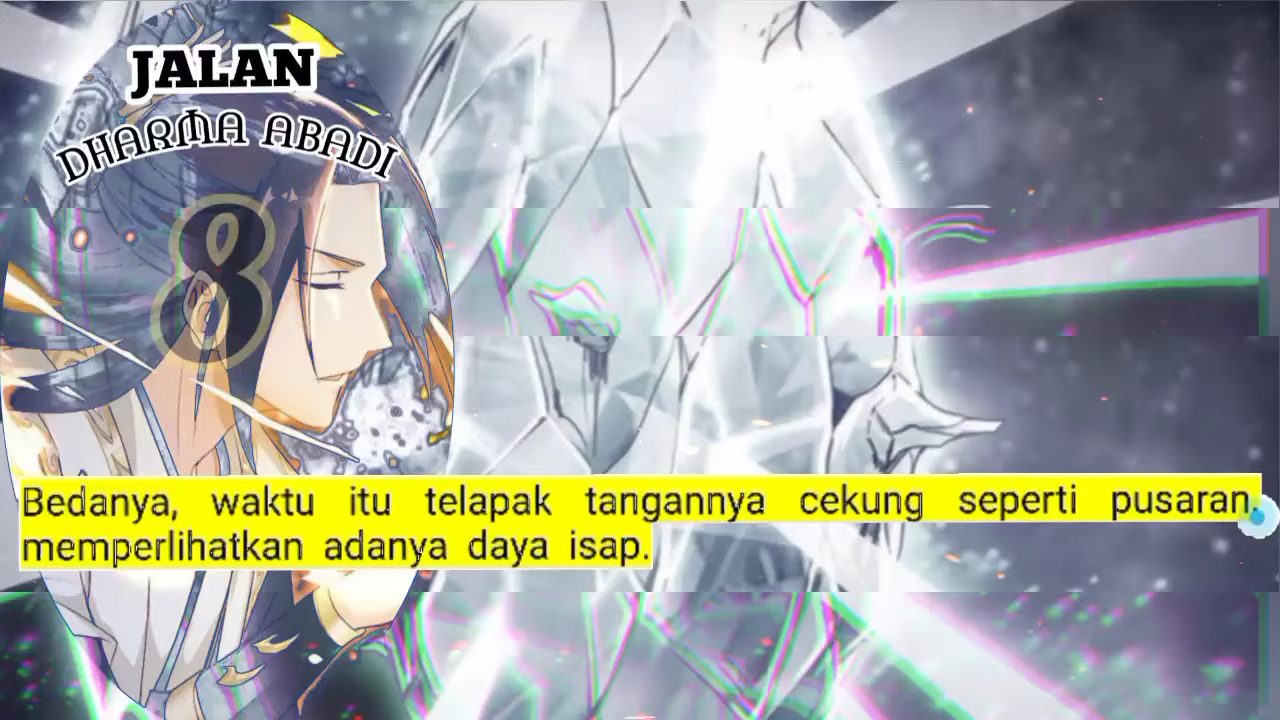 JALAN
DHARMA ABADI
8
Bedanya, waktu itu telapak tangannya cekung seperti pusaran,
memperlihatkan adanya daya isap.